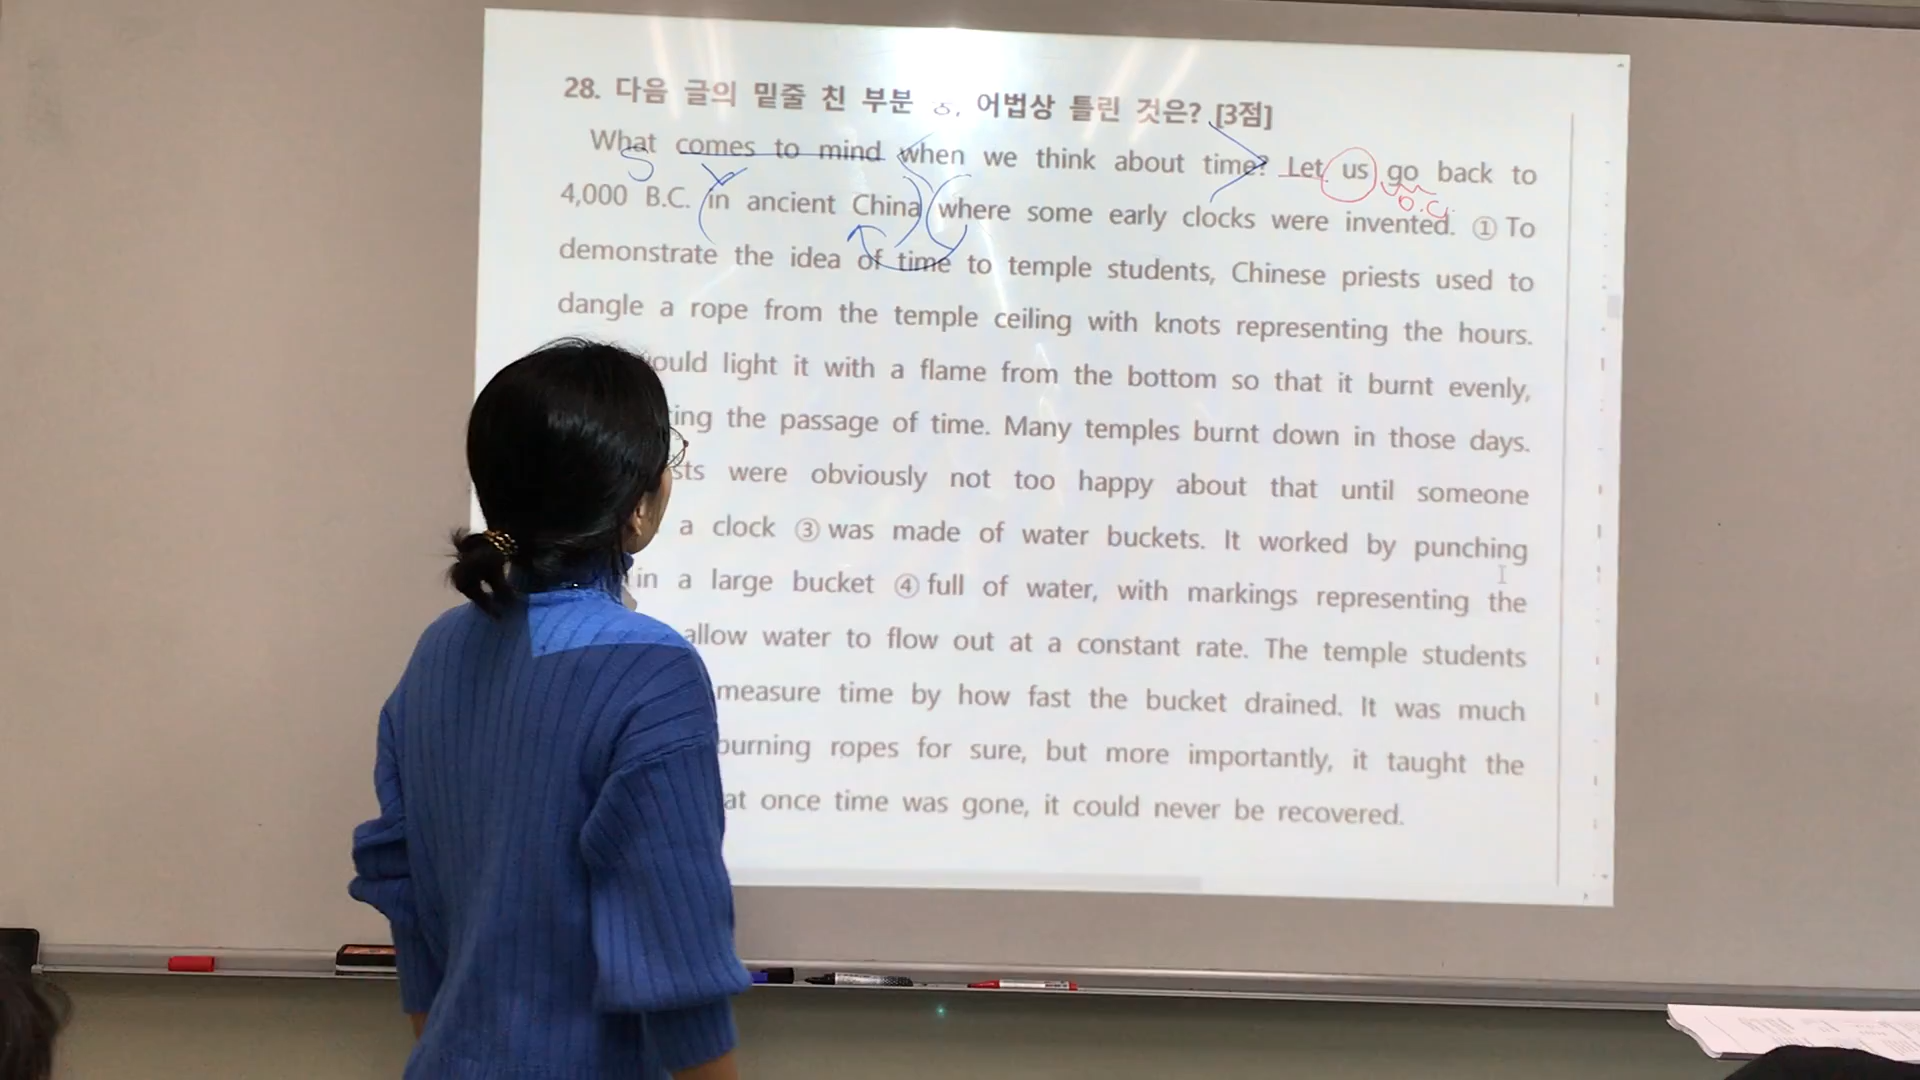 28. 다음 글의 밑줄 친 부분 중, 어법상 틀린 것은? [3점]
What comes to mind when we think about time? Let us go back to
S V O.C.
4,000 B.C. in ancient China where some early clocks were invented. ① To
demonstrate the idea of time to temple students, Chinese priests used to
dangle a rope from the temple ceiling with knots representing the hours.
ould light it with a flame from the bottom so that it burnt evenly,
ing the passage of time. Many temples burnt down in those days.
sts were obviously not too happy about that until someone
a clock ③ was made of water buckets. It worked by punching
in a large bucket ④ full of water, with markings representing the
allow water to flow out at a constant rate. The temple students
measure time by how fast the bucket drained. It was much
burning ropes for sure, but more importantly, it taught the
at once time was gone, it could never be recovered.